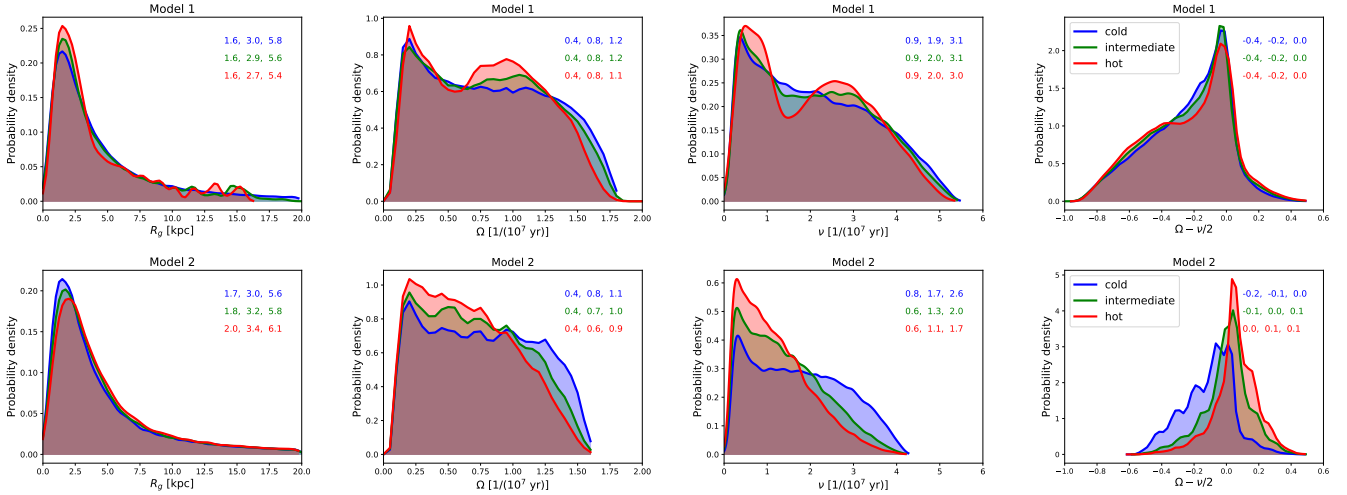 Model 1
Probability density
0.25
0.20
0.15
0.10
0.05
0.00
1.6, 3.0, 5.8
1.6, 2.9, 5.6
1.6, 2.7, 5.4
0.0 2.5 5.0 7.5 10.0 12.5 15.0 17.5 20.0
R_g [kpc]
Model 1
Probability density
1.0
0.8
0.6
0.4
0.2
0.0
0.4, 0.8, 1.2
0.4, 0.8, 1.2
0.4, 0.8, 1.1
0.00 0.25 0.50 0.75 1.00 1.25 1.50 1.75 2.00
Ω [1/(10⁷ yr)]
Model 1
Probability density
0.35
0.30
0.25
0.20
0.15
0.10
0.05
0.00
0.9, 1.9, 3.1
0.9, 2.0, 3.1
0.9, 2.0, 3.0
0 1 2 3 4 5 6
ν [1/(10⁷ yr)]
Model 1
Probability density
2.0
1.5
1.0
0.5
0.0
cold
intermediate
hot
-0.4, -0.2, 0.0
-0.4, -0.2, 0.0
-0.4, -0.2, 0.0
−1.0 −0.8 −0.6 −0.4 −0.2 0.0 0.2 0.4 0.6
Ω − ν/2
Model 2
Probability density
0.20
0.15
0.10
0.05
0.00
1.7, 3.0, 5.6
1.8, 3.2, 5.8
2.0, 3.4, 6.1
0.0 2.5 5.0 7.5 10.0 12.5 15.0 17.5 20.0
R_g [kpc]
Model 2
Probability density
1.0
0.8
0.6
0.4
0.2
0.0
0.4, 0.8, 1.1
0.4, 0.7, 1.0
0.4, 0.6, 0.9
0.00 0.25 0.50 0.75 1.00 1.25 1.50 1.75 2.00
Ω [1/(10⁷ yr)]
Model 2
Probability density
0.6
0.5
0.4
0.3
0.2
0.1
0.0
0.8, 1.7, 2.6
0.6, 1.3, 2.0
0.6, 1.1, 1.7
0 1 2 3 4 5 6
ν [1/(10⁷ yr)]
Model 2
Probability density
5
4
3
2
1
0
cold
intermediate
hot
-0.2, -0.1, 0.0
-0.1, 0.0, 0.1
0.0, 0.1, 0.1
−1.0 −0.8 −0.6 −0.4 −0.2 0.0 0.2 0.4 0.6
Ω − ν/2